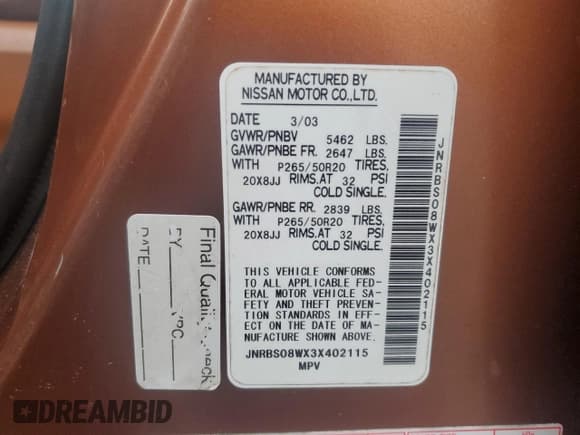 MANUFACTURED BY
NISSAN MOTOR CO.,LTD.
DATE 3/03
GVWR/PNBV 5462 LBS.
GAWR/PNBE FR. 2647 LBS.
WITH P265/50R20 TIRES,
20X8JJ RIMS,AT 32 PSI
COLD SINGLE.
GAWR/PNBE RR. 2839 LBS.
WITH P265/50R20 TIRES,
20X8JJ RIMS,AT 32 PSI
COLD SINGLE.
THIS VEHICLE CONFORMS
TO ALL APPLICABLE FED-
ERAL MOTOR VEHICLE SA-
FETY AND THEFT PREVEN-
TION STANDARDS IN EFF-
ECT ON THE DATE OF MA-
NUFACTURE SHOWN ABOVE.
JNRBS08WX3X402115
MPV
JNRBS08WX3X402115
Final
DATE
DREAMBID